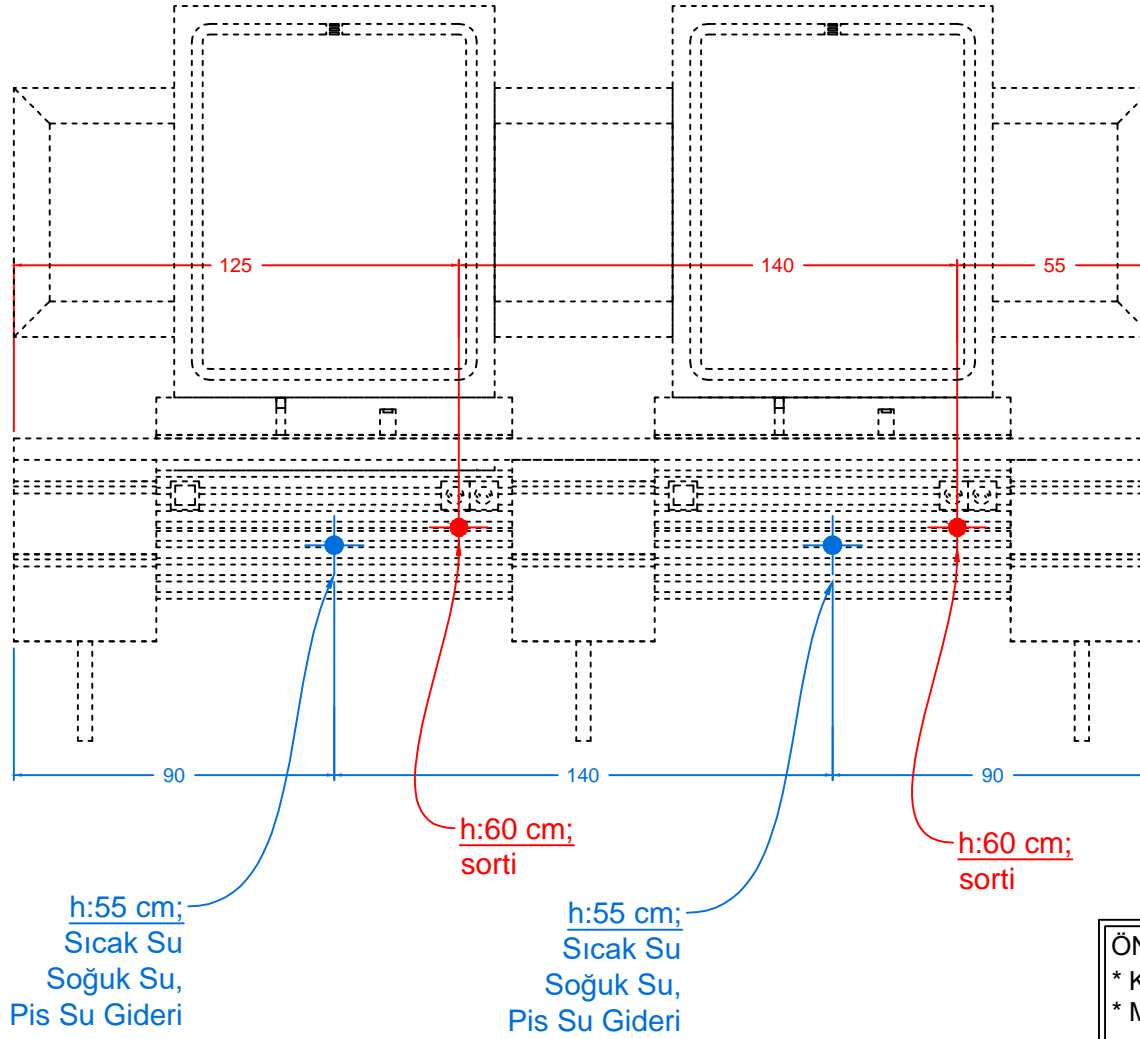 125
140
55
90
140
90
h:60 cm;
sorti
h:60 cm;
sorti
h:55 cm;
Sıcak Su
Soğuk Su,
Pis Su Gideri
h:55 cm;
Sıcak Su
Soğuk Su,
Pis Su Gideri
* K
* M